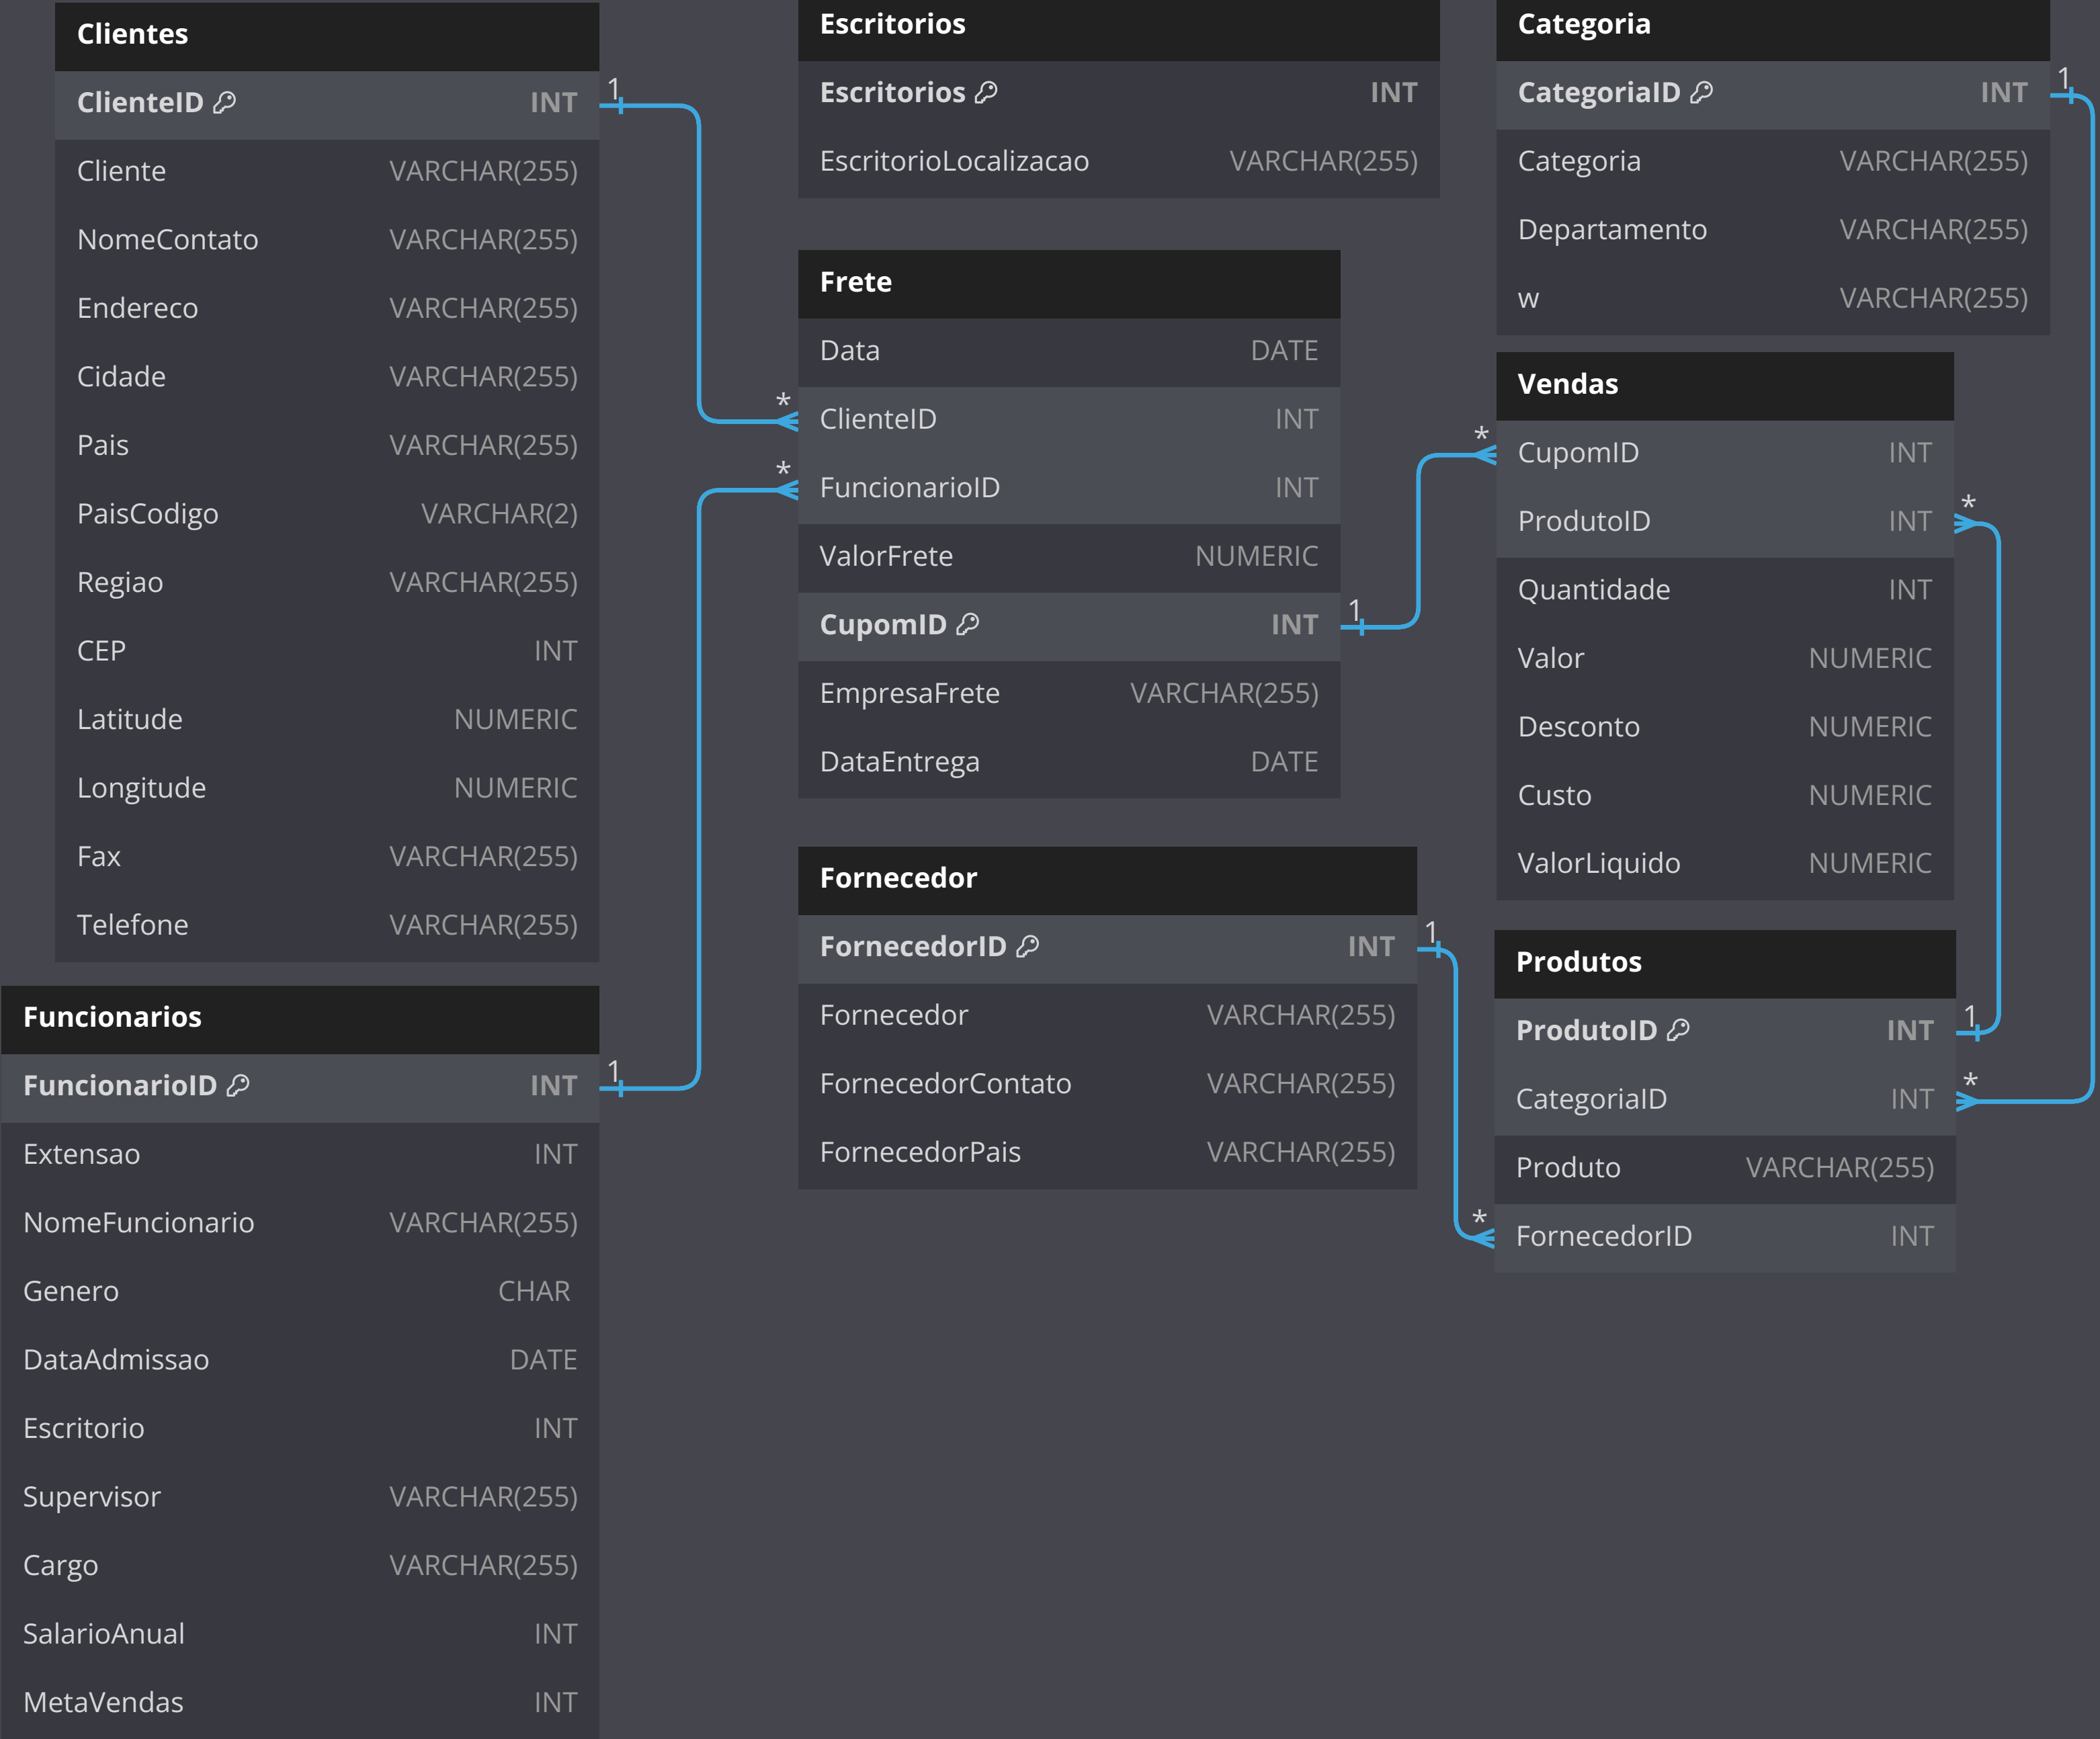 Clientes
ClienteID INT
Cliente VARCHAR(255)
NomeContato VARCHAR(255)
Endereco VARCHAR(255)
Cidade VARCHAR(255)
Pais VARCHAR(255)
PaisCodigo VARCHAR(2)
Regiao VARCHAR(255)
CEP INT
Latitude NUMERIC
Longitude NUMERIC
Fax VARCHAR(255)
Telefone VARCHAR(255)
1
Funcionarios
FuncionarioID INT
Extensao INT
NomeFuncionario VARCHAR(255)
Genero CHAR
DataAdmissao DATE
Escritorio INT
Supervisor VARCHAR(255)
Cargo VARCHAR(255)
SalarioAnual INT
MetaVendas INT
1
Escritorios
Escritorios INT
EscritorioLocalizacao VARCHAR(255)
Frete
Data DATE
* ClienteID INT
* FuncionarioID INT
ValorFrete NUMERIC
CupomID INT 1
EmpresaFrete VARCHAR(255)
DataEntrega DATE
Fornecedor
FornecedorID INT 1
Fornecedor VARCHAR(255)
FornecedorContato VARCHAR(255)
FornecedorPais VARCHAR(255)
Categoria
CategoriaID INT 1
Categoria VARCHAR(255)
Departamento VARCHAR(255)
w VARCHAR(255)
Vendas
* CupomID INT
ProdutoID INT *
Quantidade INT
Valor NUMERIC
Desconto NUMERIC
Custo NUMERIC
ValorLiquido NUMERIC
Produtos
ProdutoID INT 1
CategoriaID INT *
Produto VARCHAR(255)
* FornecedorID INT